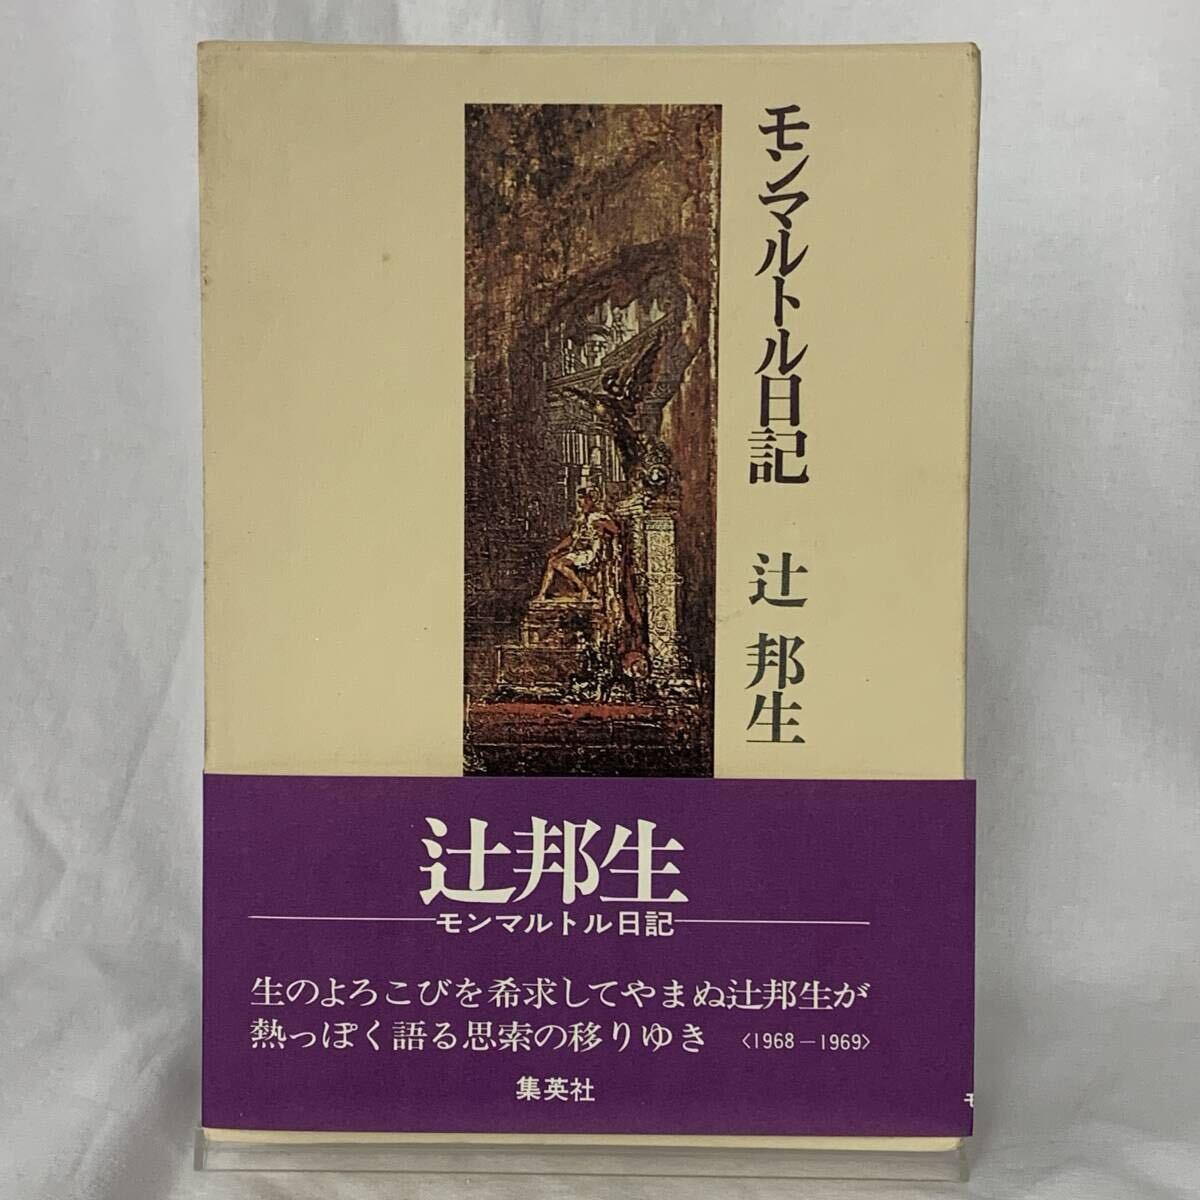 モンマルトル日記 辻 邦生
辻邦生
モンマルトル日記
生のよろこびを希求してやまぬ辻邦生が
熱っぽく語る思索の移りゆき 〈1968―1969〉
集英社
モ